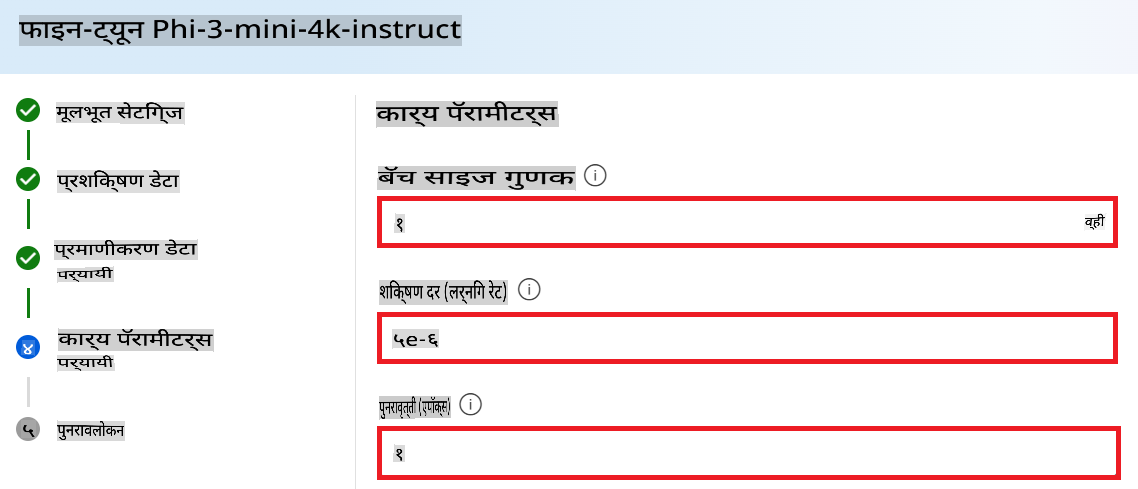 फाइन-ट्यून Phi-3-mini-4k-instruct
मूलभूत सेटिंग्ज
प्रशिक्षण डेटा
प्रमाणीकरण डेटा
पर्यायी
४
कार्य पॅरामीटर्स
पर्यायी
५
पुनरावलोकन
कार्य पॅरामीटर्स
बॅच साइज गुणक
१
व्ही
शिक्षण दर (लर्निंग रेट)
५e-६
पुनरावृत्ती (एपॉक्स)
१